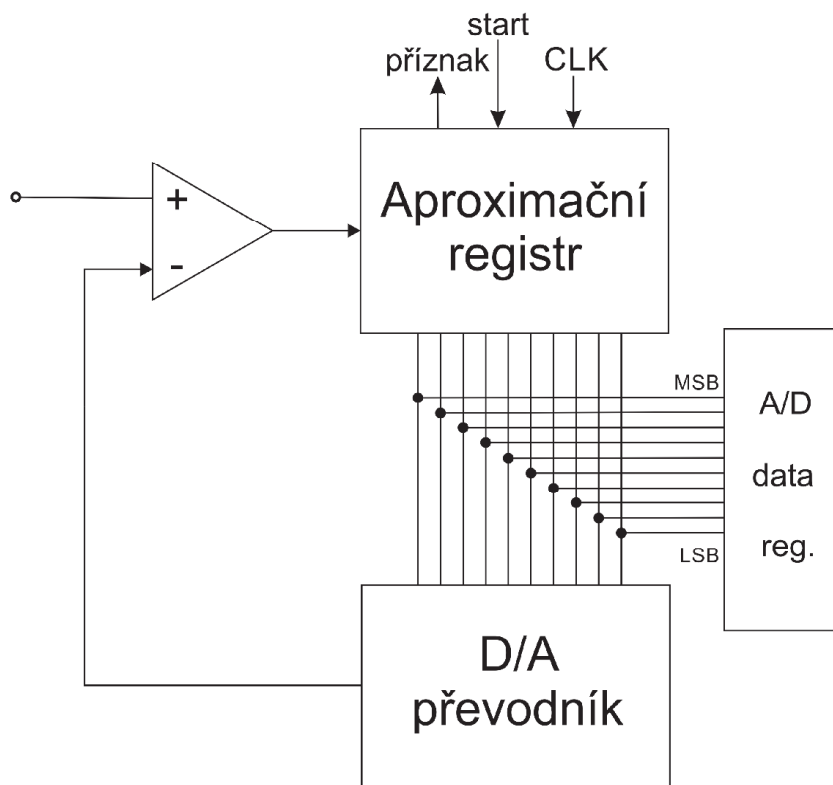 start
příznak
CLK
+
-
Aproximační
registr
MSB
A/D
data
reg.
LSB
D/A
převodník